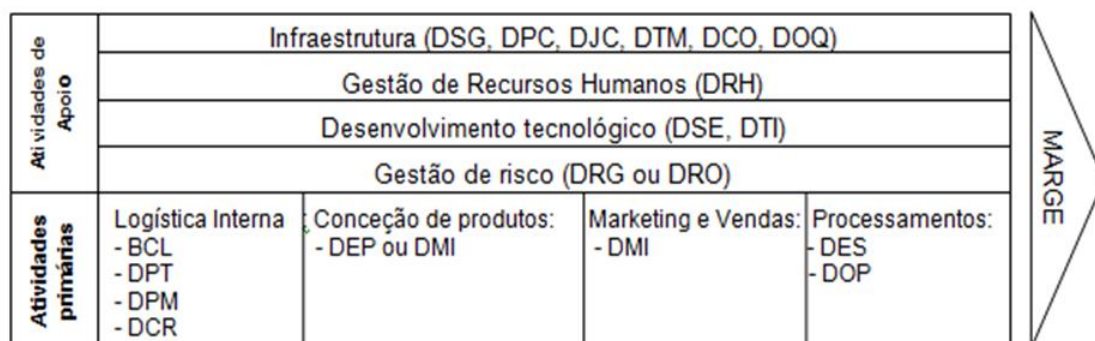 Atividades de
Apoio
Infraestrutura (DSG, DPC, DJC, DTM, DCO, DOQ)
Gestão de Recursos Humanos (DRH)
Desenvolvimento tecnológico (DSE, DTI)
Gestão de risco (DRG ou DRO)
Atividades
primárias
Logística Interna
- BCL
- DPT
- DPM
- DCR
Conceção de produtos:
- DEP ou DMI
Marketing e Vendas:
- DMI
Processamentos:
- DES
- DOP
MARGE